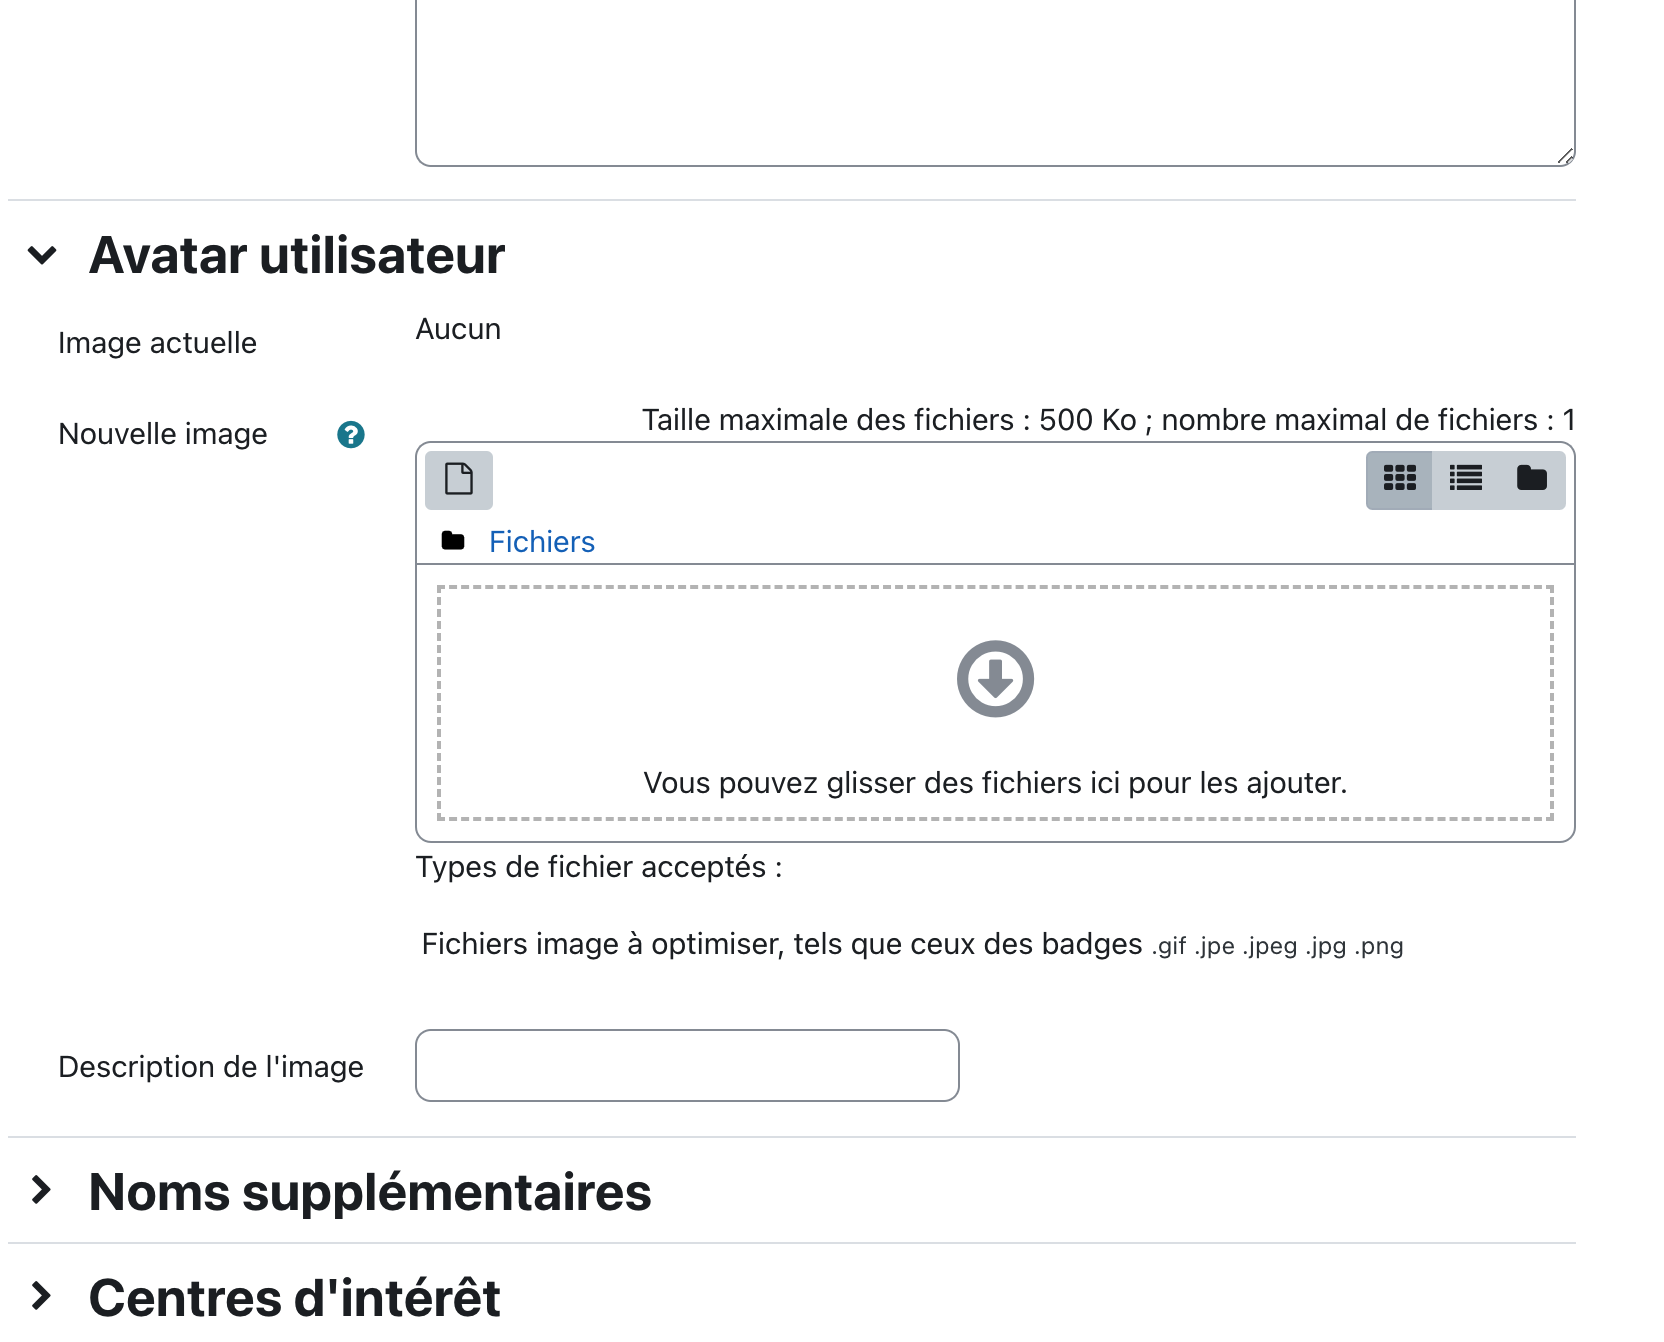 Avatar utilisateur
Image actuelle
Aucun
Nouvelle image
Taille maximale des fichiers : 500 Ko ; nombre maximal de fichiers : 1
Fichiers
Vous pouvez glisser des fichiers ici pour les ajouter.
Types de fichier acceptés :
Fichiers image à optimiser, tels que ceux des badges .gif .jpe .jpeg .jpg .png
Description de l'image
Noms supplémentaires
Centres d'intérêt